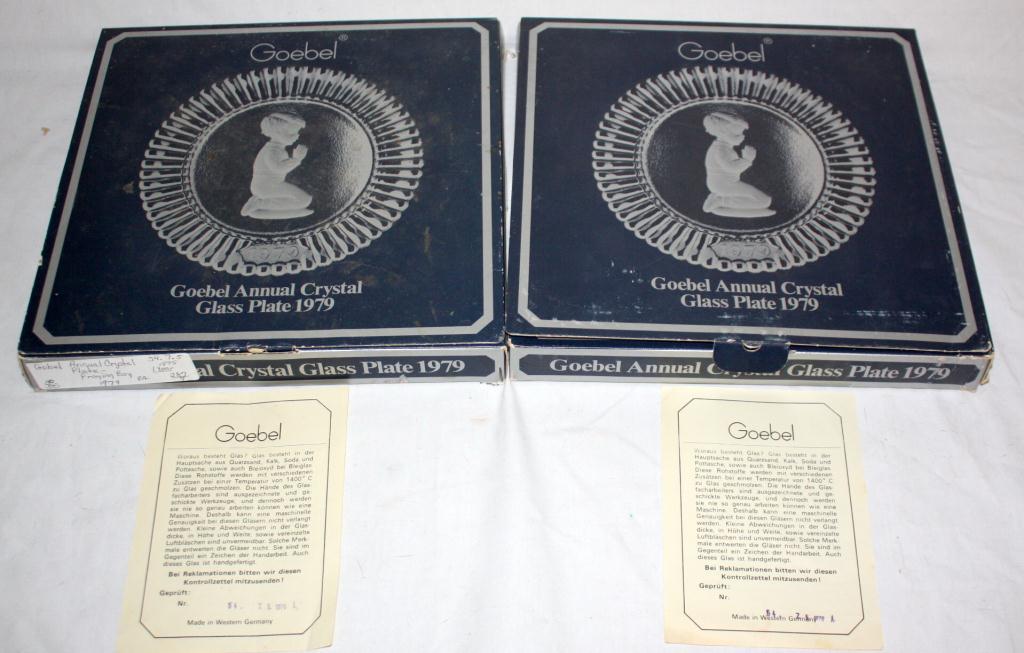 Goebel®
1979
Goebel Annual Crystal
Glass Plate 1979
Goebel Annual Crystal
Plate-
Praying Boy
1979
al Crystal Glass Plate 1979
Goebel®
1979
Goebel Annual Crystal
Glass Plate 1979
Goebel Annual Crystal Glass Plate 1979
Goebel
Woraus besteht Glas? Glas besteht in der
Hauptsache aus Quarzsand, Kalk, Soda und
Pottasche, sowie auch Bleioxyd bei Bleiglas.
Diese Rohstoffe werden mit verschiedenen
Zusätzen bei einer Temperatur von 1400° C
zu Glas geschmolzen. Die Hände des Glas-
facharbeiters sind ausgezeichnete und ge-
schickte Werkzeuge, und dennoch werden
sie nie so genau arbeiten können wie eine
Maschine. Deshalb kann eine maschinelle
Genauigkeit bei diesen Gläsern nicht verlangt
werden. Kleine Abweichungen in der Glas-
dicke, in Höhe und Weite, sowie vereinzelte
Luftbläschen sind unvermeidbar. Solche Merk-
male entwerten die Gläser nicht. Sie sind im
Gegenteil ein Zeichen der Handarbeit. Auch
dieses Glas ist handgefertigt.
Bei Reklamationen bitten wir diesen
Kontrollzettel mitzusenden!
Geprüft:
Nr.
Made in Western Germany
Goebel
Woraus besteht Glas? Glas besteht in der
Hauptsache aus Quarzsand, Kalk, Soda und
Pottasche, sowie auch Bleioxyd bei Bleiglas.
Diese Rohstoffe werden mit verschiedenen
Zusätzen bei einer Temperatur von 1400° C
zu Glas geschmolzen. Die Hände des Glas-
facharbeiters sind ausgezeichnete und ge-
schickte Werkzeuge, und dennoch werden
sie nie so genau arbeiten können wie eine
Maschine. Deshalb kann eine maschinelle
Genauigkeit bei diesen Gläsern nicht verlangt
werden. Kleine Abweichungen in der Glas-
dicke, in Höhe und Weite, sowie vereinzelte
Luftbläschen sind unvermeidbar. Solche Merk-
male entwerten die Gläser nicht. Sie sind im
Gegenteil ein Zeichen der Handarbeit. Auch
dieses Glas ist handgefertigt.
Bei Reklamationen bitten wir diesen
Kontrollzettel mitzusenden!
Geprüft:
Nr.
Made in Western Germany